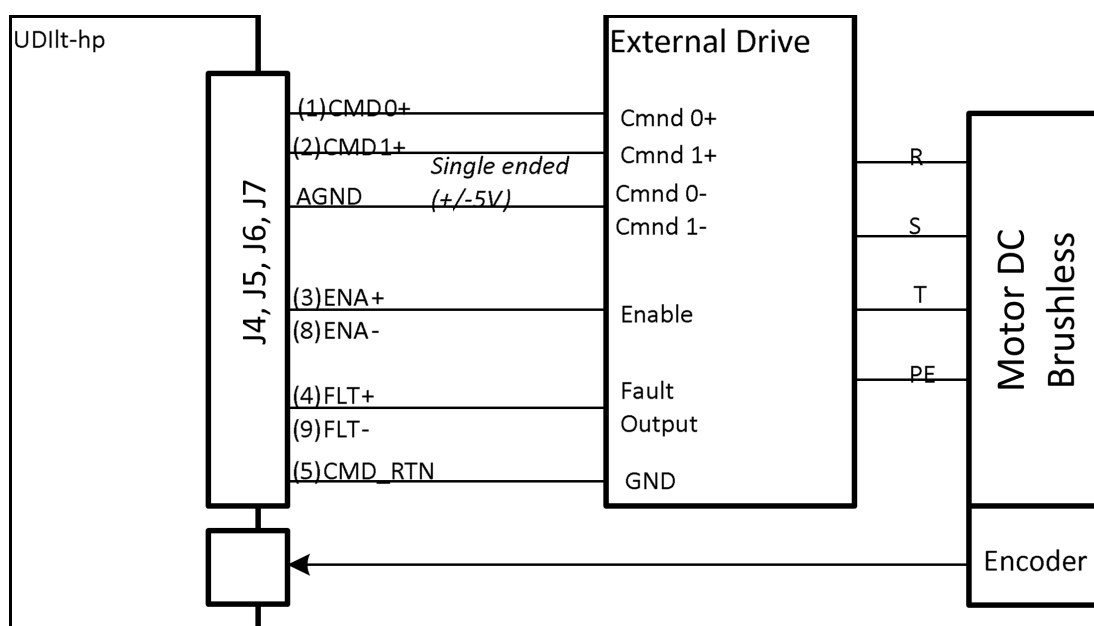 UDIlt-hp
External Drive
(1)CMD0+
Cmnd 0+
(2)CMD1+
Cmnd 1+
Single ended
(+/-5V)
AGND
Cmnd 0-
Cmnd 1-
J4, J5, J6, J7
(3)ENA+
Enable
(8)ENA-
(4)FLT+
Fault
Output
(9)FLT-
(5)CMD_RTN
GND
R
S
T
PE
Motor DC
Brushless
Encoder